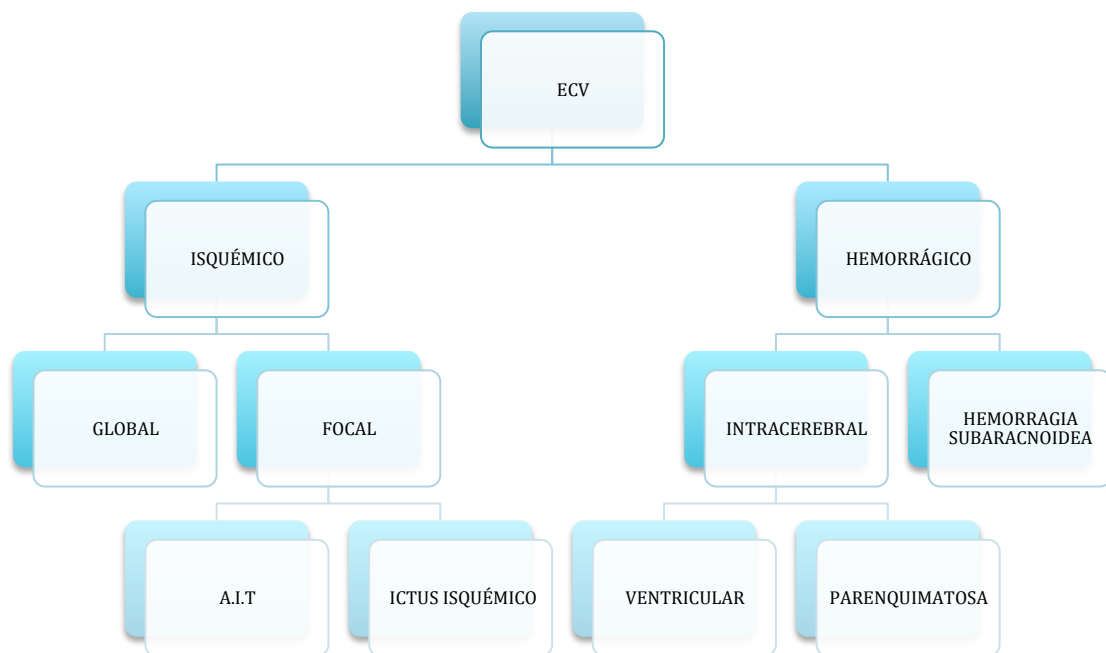 ECV
ISQUÉMICO
HEMORRÁGICO
GLOBAL
FOCAL
INTRACEREBRAL
HEMORRAGIA
SUBARACNOIDEA
A.I.T
ICTUS ISQUÉMICO
VENTRICULAR
PARENQUIMATOSA